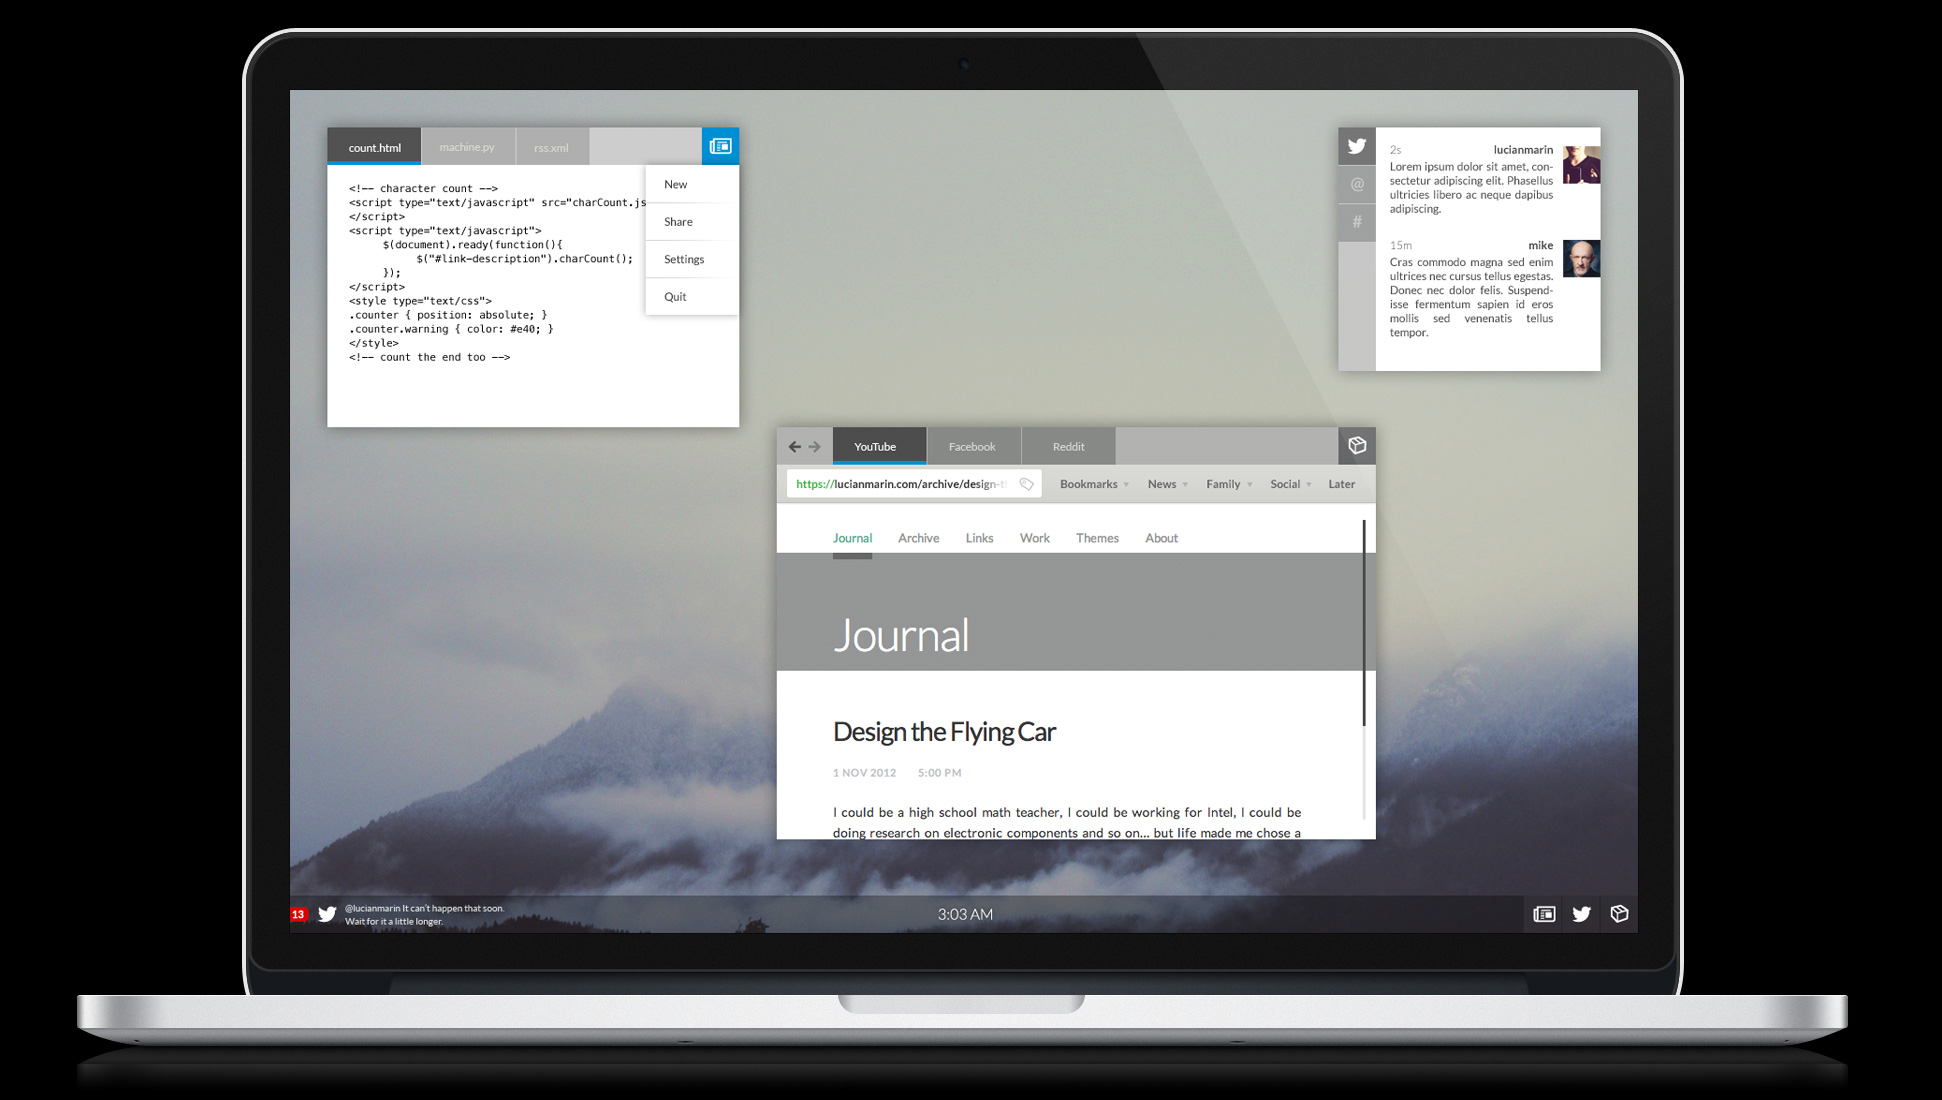 count.html
machine.py
rss.xml
<!-- character count -->
<script type="text/javascript" src="charCount.js
</script>
<script type="text/javascript">
$(document).ready(function(){
$("#link-description").charCount();
});
</script>
<style type="text/css">
.counter { position: absolute; }
.counter.warning { color: #e40; }
</style>
<!-- count the end too -->
New
Share
Settings
Quit
@
#
2s lucianmarin
Lorem ipsum dolor sit amet, con-
sectetur adipiscing elit. Phasellus
ultricies libero ac neque dapibus
adipiscing.
15m mike
Cras commodo magna sed enim
ultrices nec cursus tellus egestas.
Donec nec dolor felis. Suspend-
isse fermentum sapien id eros
mollis sed venenatis tellus
tempor.
YouTube
Facebook
Reddit
https://lucianmarin.com/archive/design-t
Bookmarks
News
Family
Social
Later
Journal
Archive
Links
Work
Themes
About
Journal
Design the Flying Car
1 NOV 2012 5:00 PM
I could be a high school math teacher, I could be working for Intel, I could be
doing research on electronic components and so on... but life made me chose a
13
@lucianmarin It can't happen that soon.
Wait for it a little longer.
3:03 AM